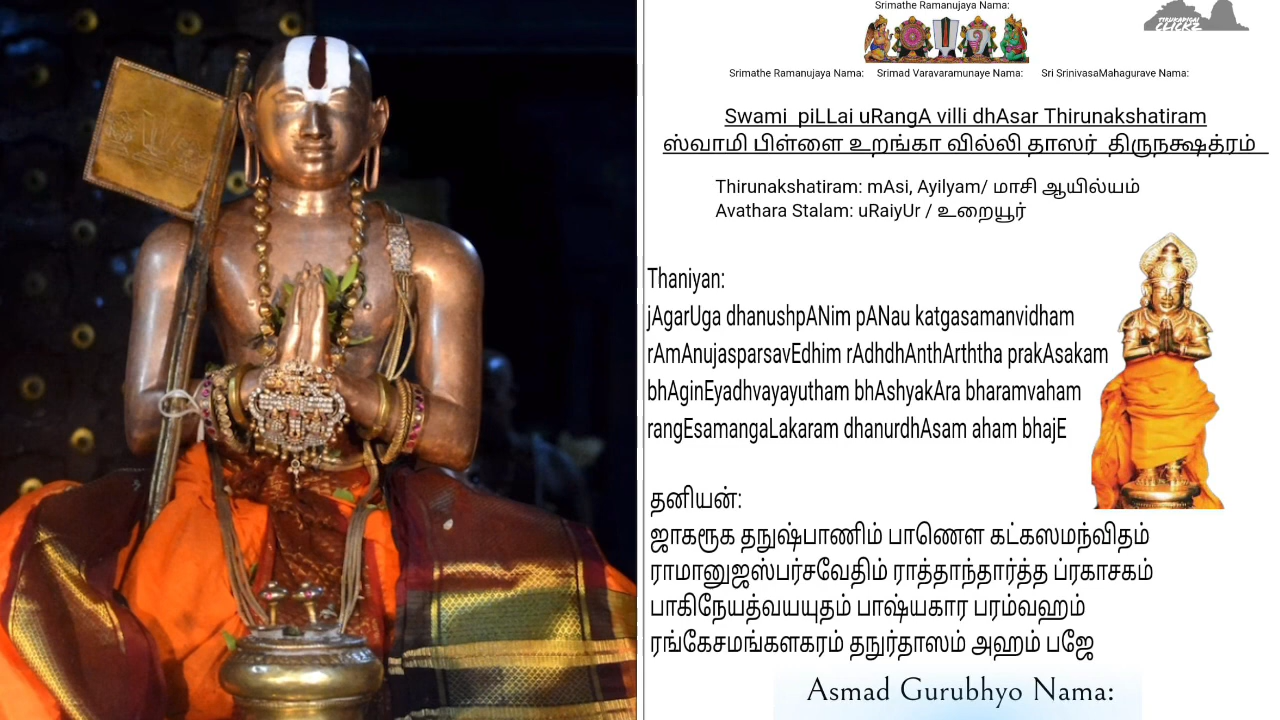 Srimathe Ramanujaya Nama:
TIRUKADIGAI
CLICKZ
Srimathe Ramanujaya Nama: Srimad Varavaramunaye Nama: Sri SrinivasaMahagurave Nama:
Swami piLLai uRangA villi dhAsar Thirunakshatiram
ஸ்வாமி பிள்ளை உறங்கா வில்லி தாஸர் திருநக்ஷத்ரம்
Thirunakshatiram: mAsi, Ayilyam/ மாசி ஆயில்யம்
Avathara Stalam: uRaiyUr / உறையூர்
Thaniyan:
jAgarUga dhanushpANim pANau katgasamanvidham
rAmAnujasparsavEdhim rAdhdhAnthArththa prakAsakam
bhAginEyadhvayayutham bhAshyakAra bharamvaham
rangEsamangaLakaram dhanurdhAsam aham bhajE
தனியன்:
ஜாகரூக தநுஷ்பாணிம் பாணௌ கட்கஸமந்விதம்
ராமானுஜஸ்பர்சவேதிம் ராத்தாந்தார்த்த ப்ரகாசகம்
பாகிநேயத்வயயுதம் பாஷ்யகார பரம்வஹம்
ரங்கேசமங்களகரம் தநுர்தாஸம் அஹம் பஜே
Asmad Gurubhyo Nama: